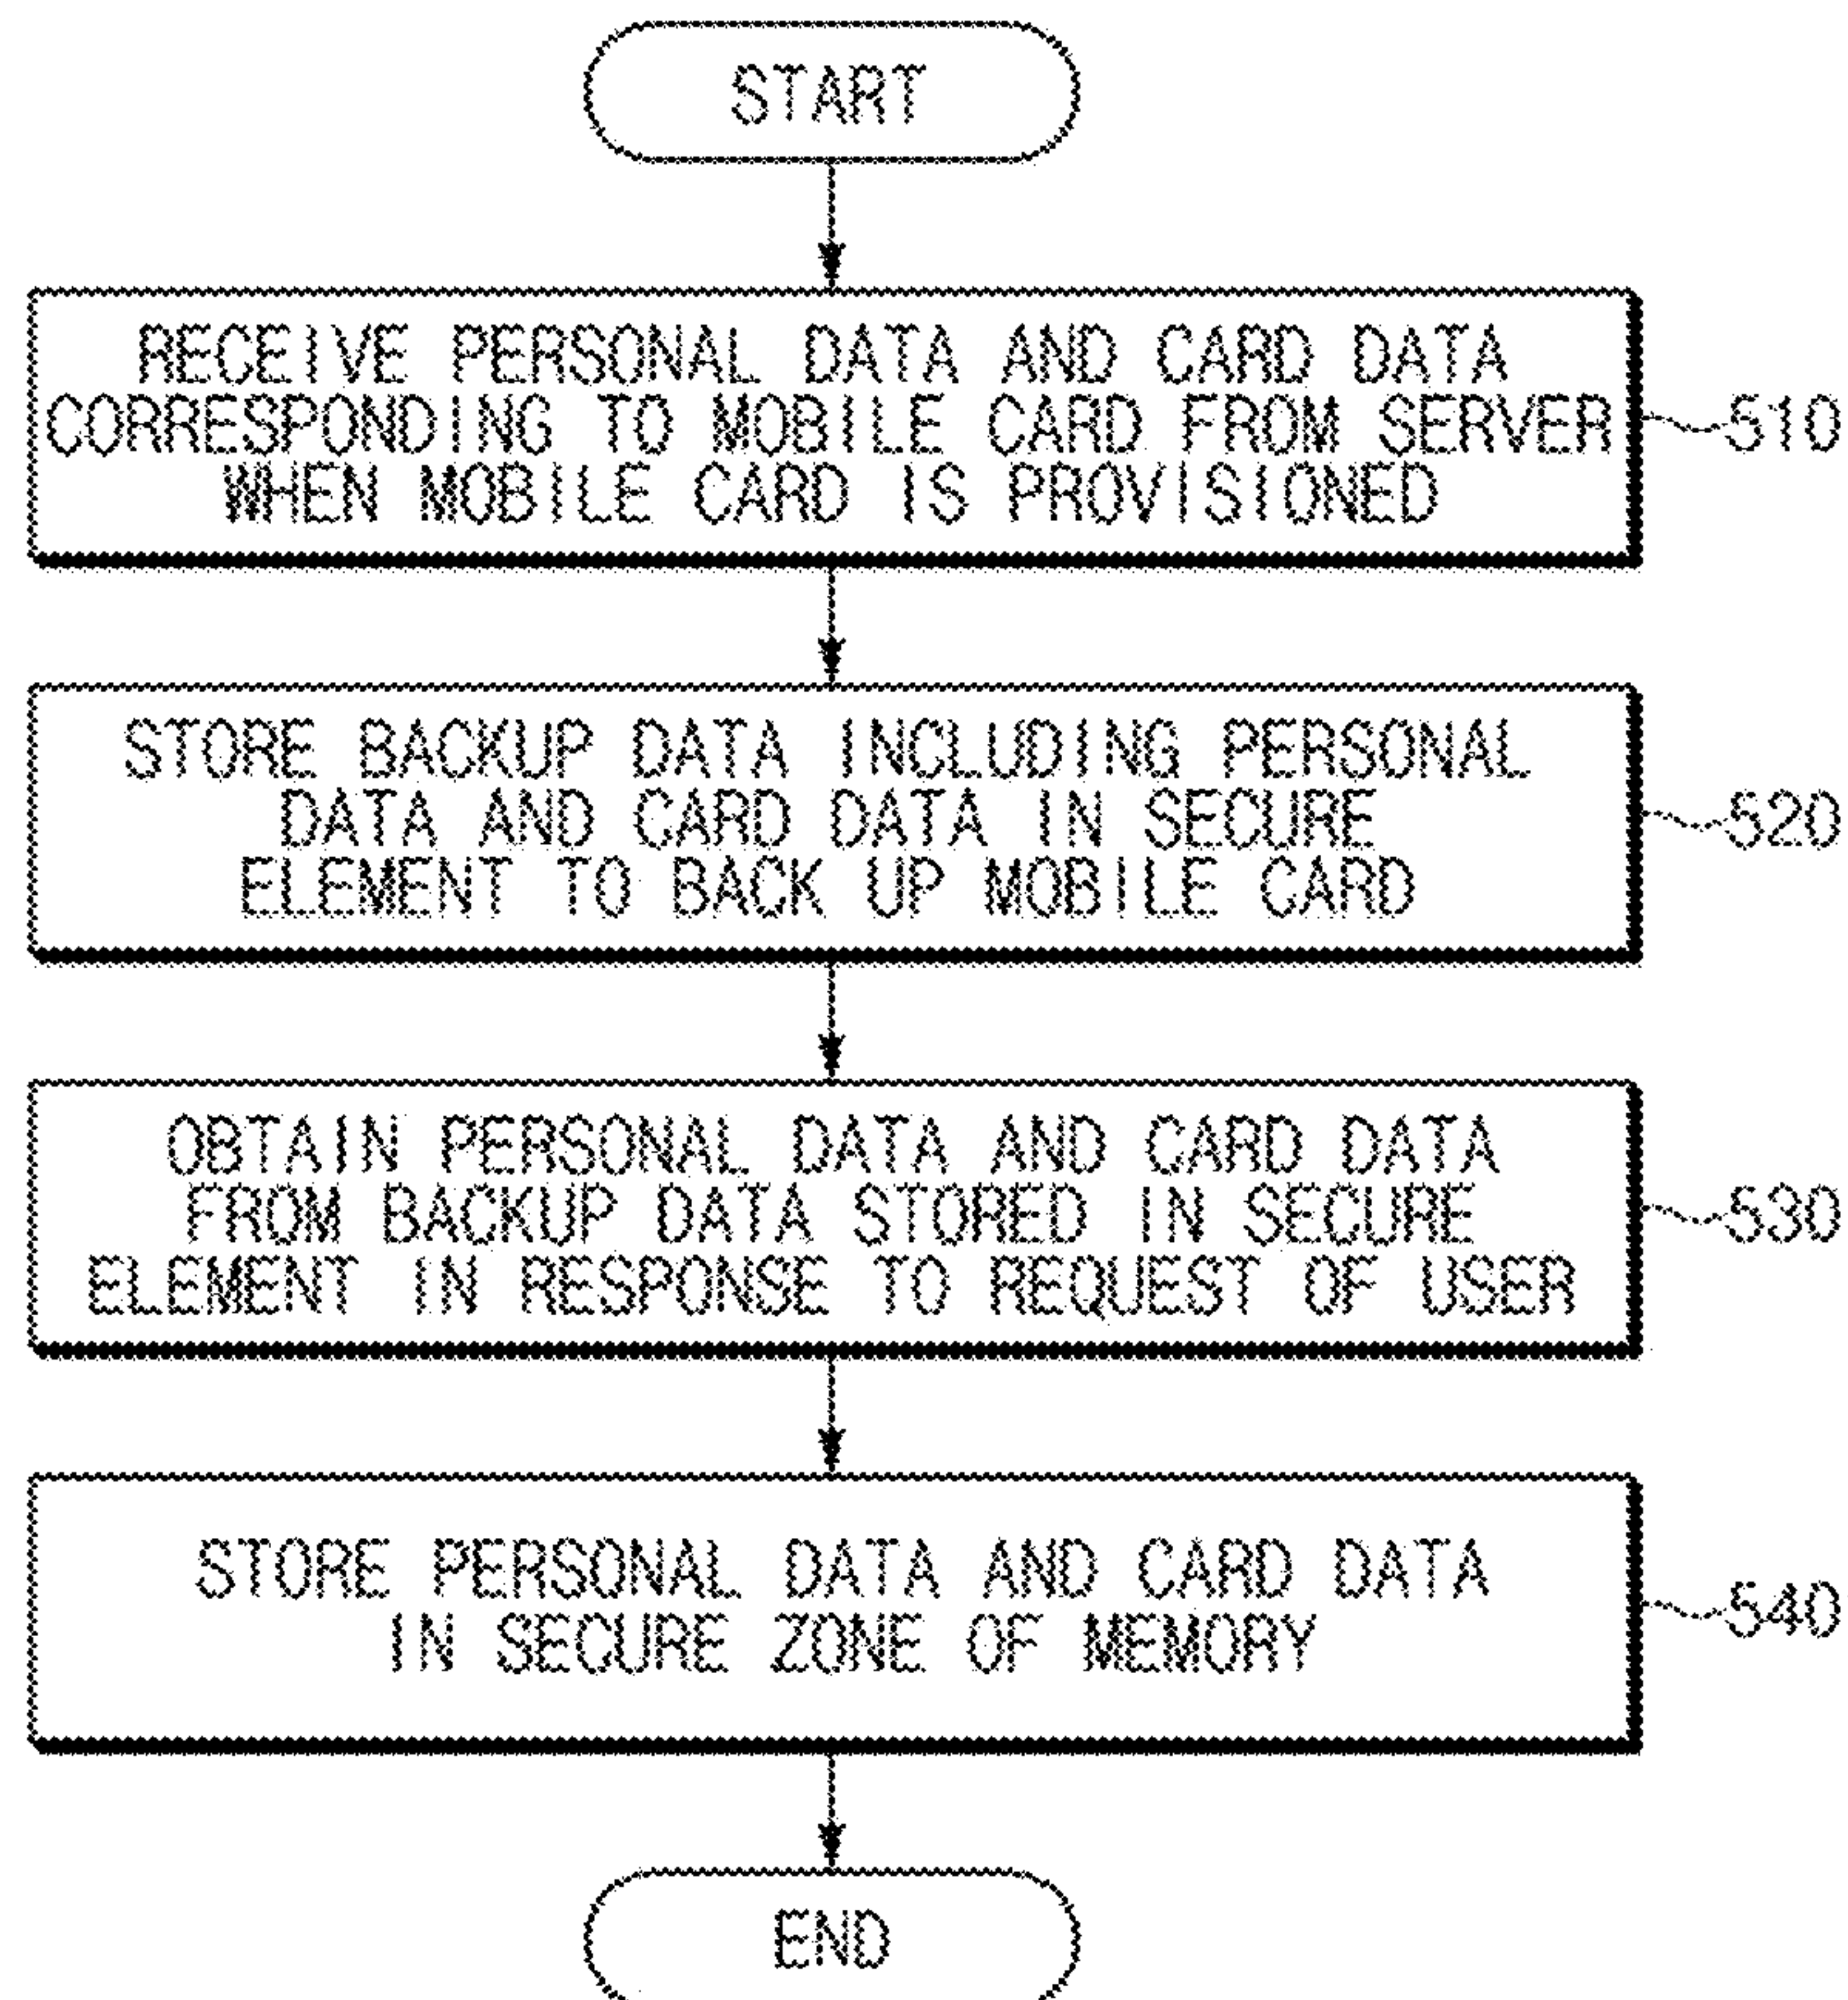 START
RECEIVE PERSONAL DATA AND CARD DATA
CORRESPONDING TO MOBILE CARD FROM SERVER
WHEN MOBILE CARD IS PROVISIONED
510
STORE BACKUP DATA INCLUDING PERSONAL
DATA AND CARD DATA IN SECURE
ELEMENT TO BACK UP MOBILE CARD
520
OBTAIN PERSONAL DATA AND CARD DATA
FROM BACKUP DATA STORED IN SECURE
ELEMENT IN RESPONSE TO REQUEST OF USER
530
STORE PERSONAL DATA AND CARD DATA
IN SECURE ZONE OF MEMORY
540
END